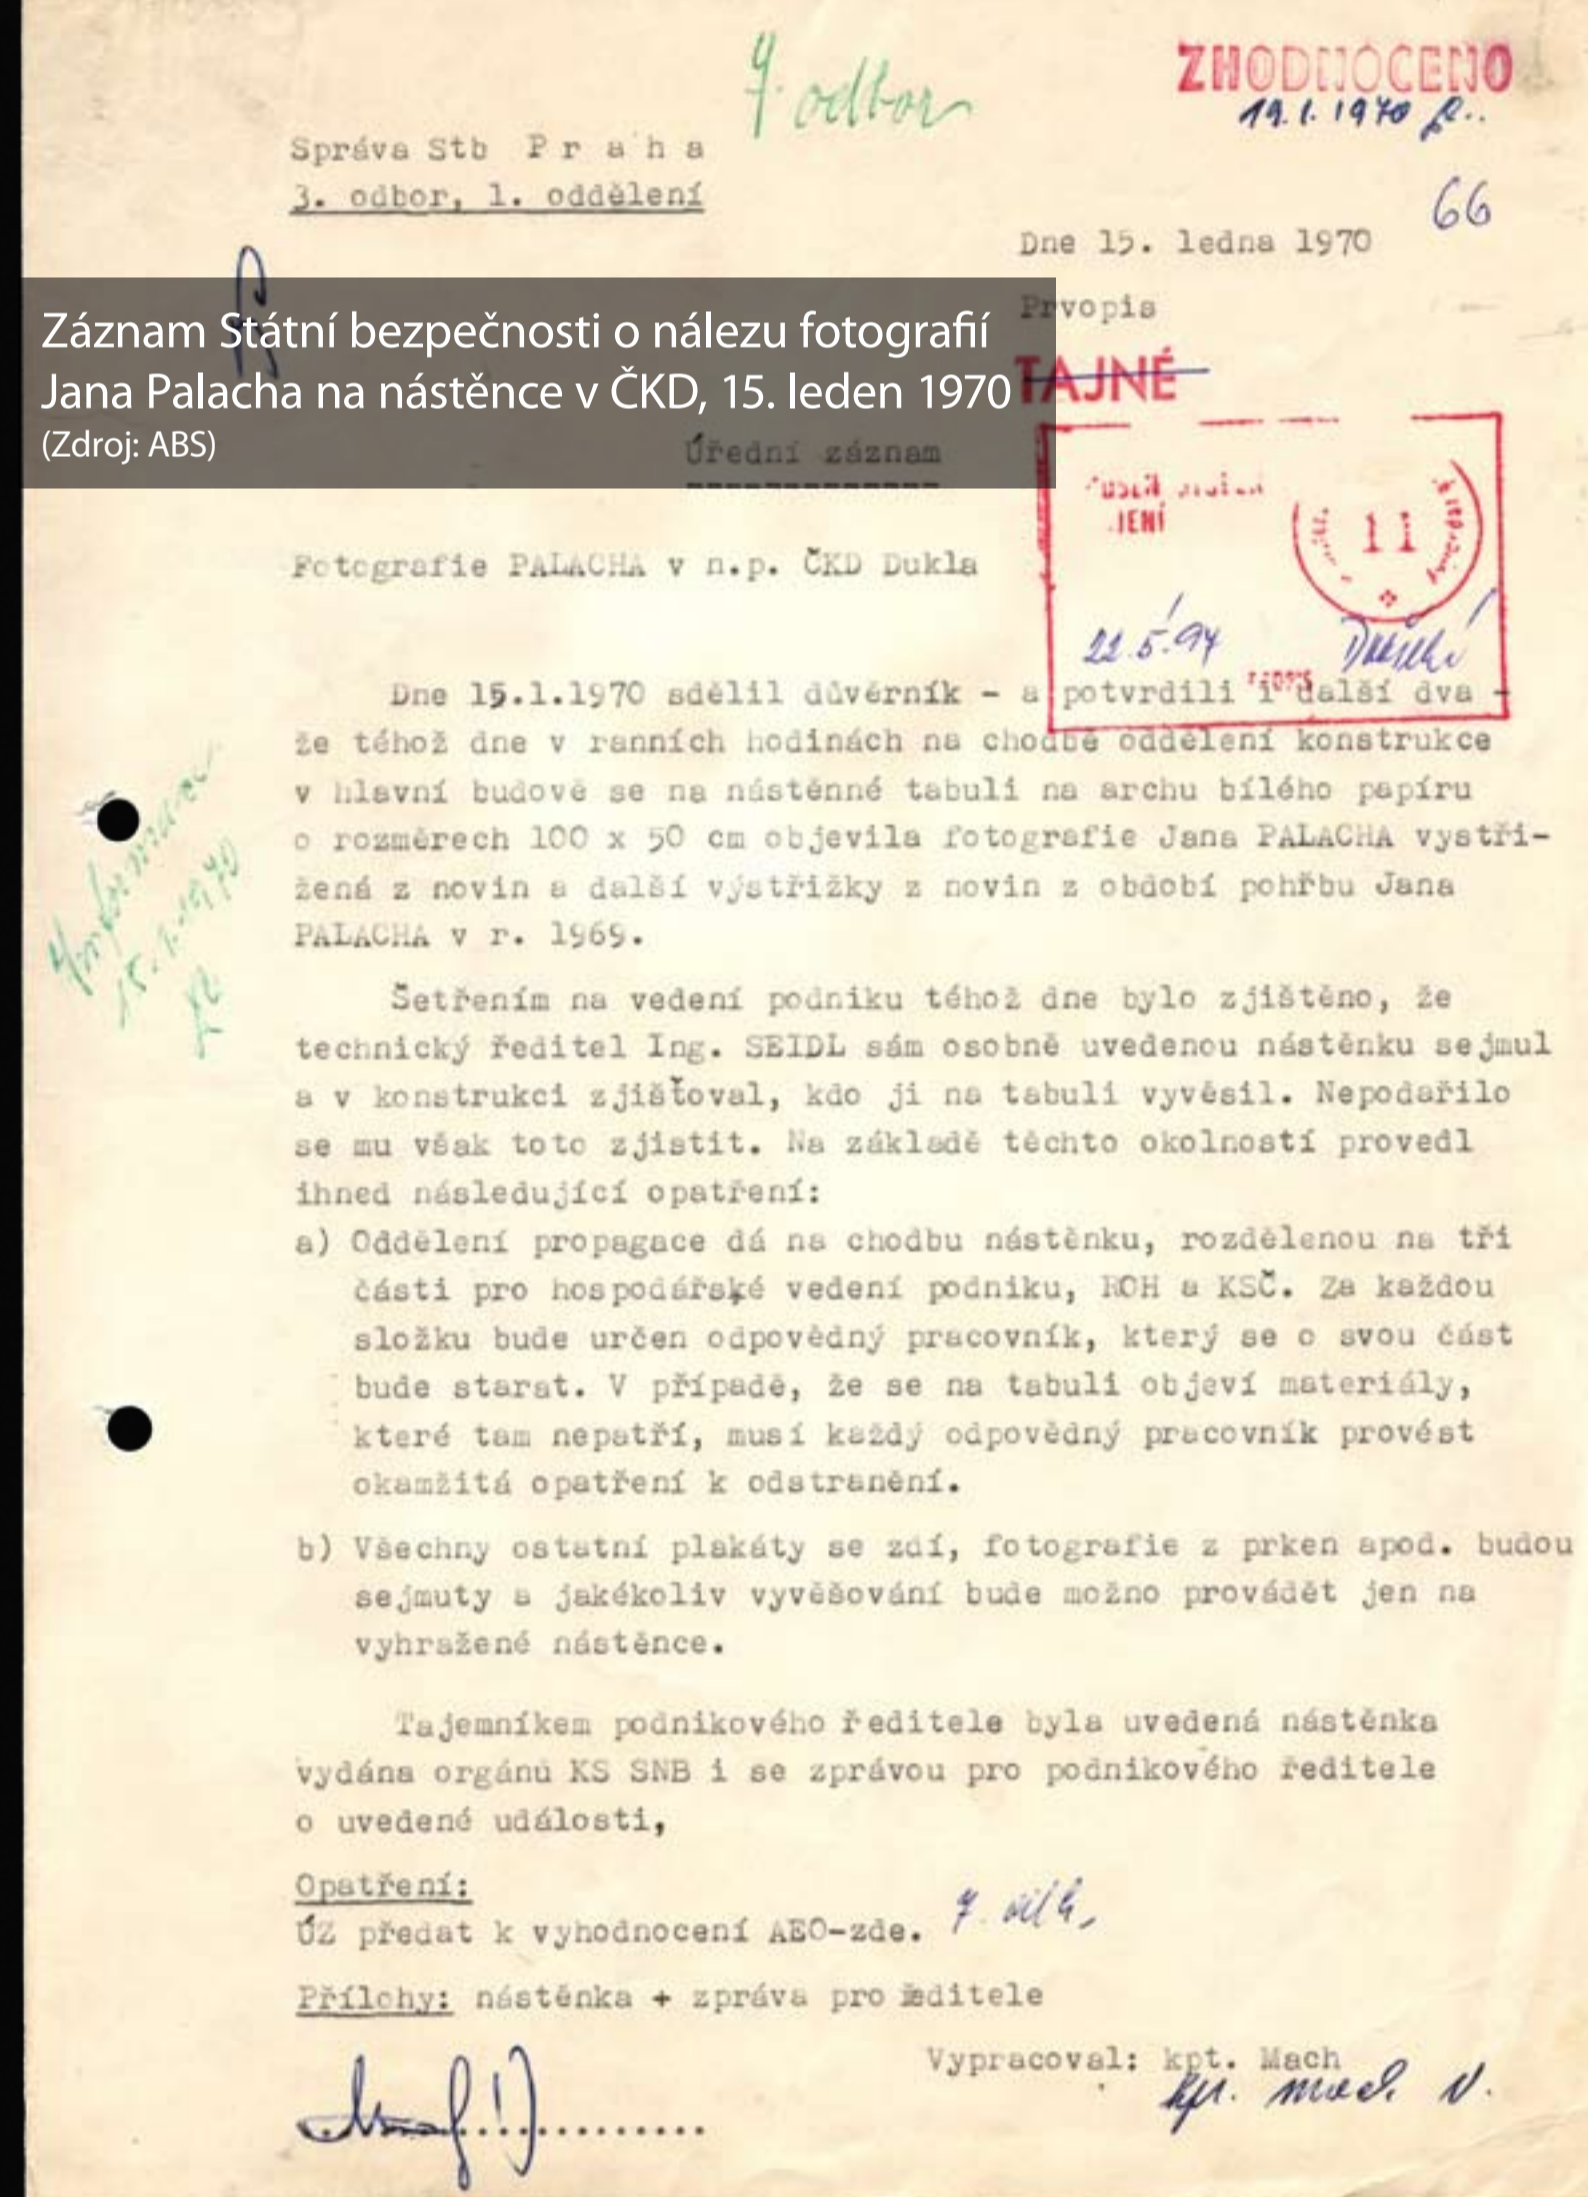 7. odbor
ZHODNOCENO
19.1.1970
Správa Stb P r a h a
3. odbor, 1. oddělení
66
Dne 15. ledna 1970
Prvopis
TAJNÉ
Záznam Státní bezpečnosti o nálezu fotografií
Jana Palacha na nástěnce v ČKD, 15. leden 1970
(Zdroj: ABS)
Úřední záznam
JENÍ
11
Fotografie PALACHA v n.p. ČKD Dukla
22.5.94
Dne 15.1.1970 sdělil důvěrník - a potvrdili i další dva -
že téhož dne v ranních hodinách na chodbě oddělení konstrukce
v hlavní budově se na nástěnné tabuli na archu bílého papíru
o rozměrech 100 x 50 cm objevila fotografie Jana PALACHA vystři-
žená z novin a další výstřižky z novin z období pohřbu Jana
PALACHA v r. 1969.
15.1.1970
Šetřením na vedení podniku téhož dne bylo zjištěno, že
technický ředitel Ing. SEIDL sám osobně uvedenou nástěnku sejmul
a v konstrukci zjišťoval, kdo ji na tabuli vyvěsil. Nepodařilo
se mu však toto zjistit. Na základě těchto okolností provedl
ihned následující opatření:
a) Oddělení propagace dá na chodbu nástěnku, rozdělenou na tři
části pro hospodářské vedení podniku, ROH a KSČ. Za každou
složku bude určen odpovědný pracovník, který se o svou část
bude starat. V případě, že se na tabuli objeví materiály,
které tam nepatří, musí každý odpovědný pracovník provést
okamžitá opatření k odstranění.
b) Všechny ostatní plakáty se zdí, fotografie z prken apod. budou
sejmuty a jakékoliv vyvěšování bude možno provádět jen na
vyhražené nástěnce.
Tajemníkem podnikového ředitele byla uvedená nástěnka
vydána orgánů KS SNB i se zprávou pro podnikového ředitele
o uvedené události,
Opatření:
ÚZ předat k vyhodnocení AEO-zde.
Přílohy: nástěnka + zpráva pro ředitele
Vypracoval: kpt. Mach
kpt. Mach V.